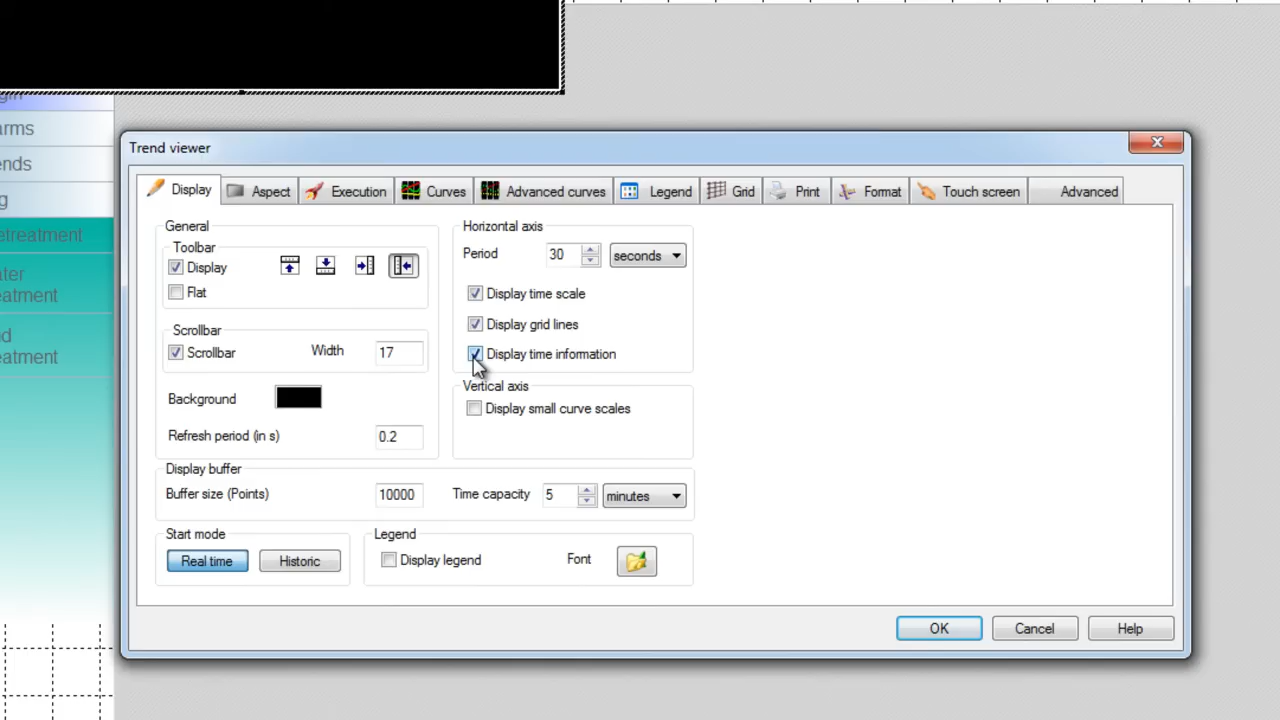 Trend viewer
Display Aspect Execution Curves Advanced curves Legend Grid Print Format Touch screen Advanced
General
Toolbar
Display
Flat
Scrollbar
Scrollbar Width 17
Background
Refresh period (in s) 0.2
Horizontal axis
Period 30 seconds
Display time scale
Display grid lines
Display time information
Vertical axis
Display small curve scales
Display buffer
Buffer size (Points) 10000 Time capacity 5 minutes
Start mode
Real time Historic
Legend
Display legend Font
OK Cancel Help